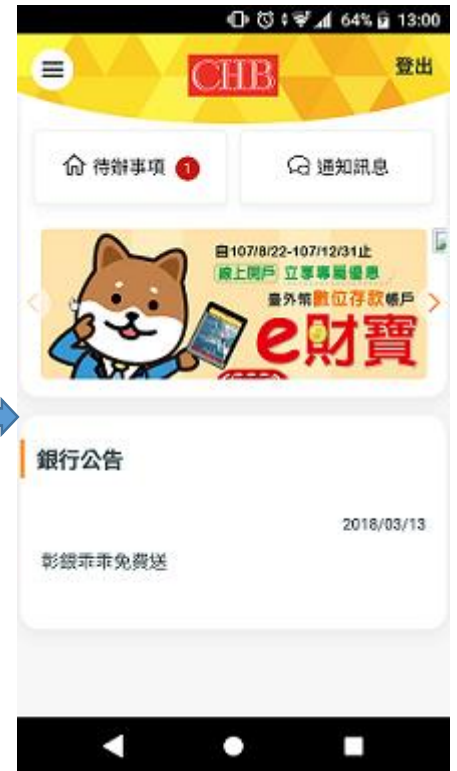 64% 13:00
CHB
登出
待辦事項 1
通知訊息
自107/8/22-107/12/31止
線上開戶 立享專屬優惠
臺外幣數位存款帳戶
e財寶
銀行公告
2018/03/13
彰銀乖乖免費送